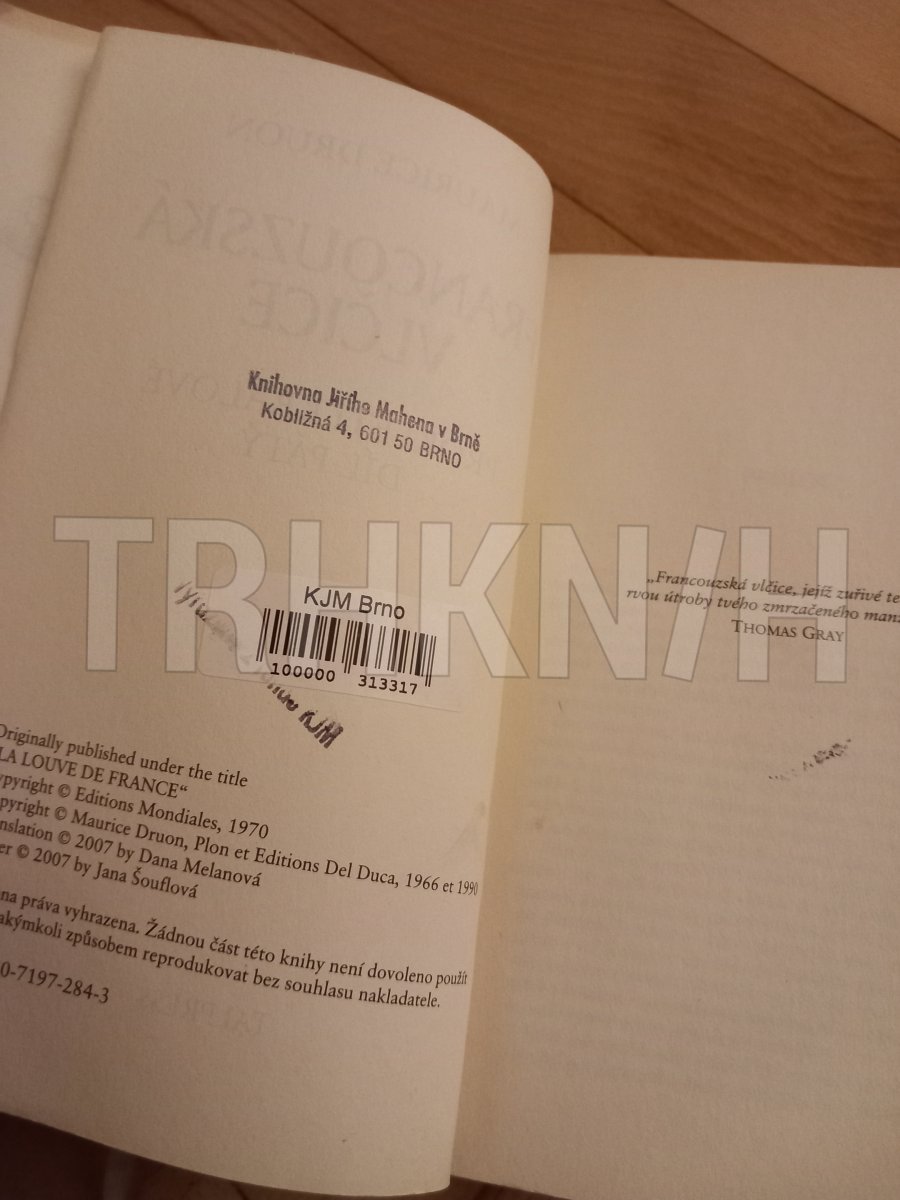 Knihovna Jiřího Mahena v Brně
Kobližná 4, 601 50 BRNO
TRHKN/H
KJM Brno
100000 313317
KJM
Originally published under the title
LA LOUVE DE FRANCE“
Copyright © Editions Mondiales, 1970
pyright © Maurice Druon, Plon et Editions Del Duca, 1966 et 1990
nslation © 2007 by Dana Melanová
er © 2007 by Jana Šouflová
na práva vyhrazena. Žádnou část této knihy není dovoleno použít
akýmkoli způsobem reprodukovat bez souhlasu nakladatele.
0-7197-284-3
„Francouzská vlčice, jejíž zuřivé te
rvou útroby tvého zmrzačeného man
THOMAS GRAY